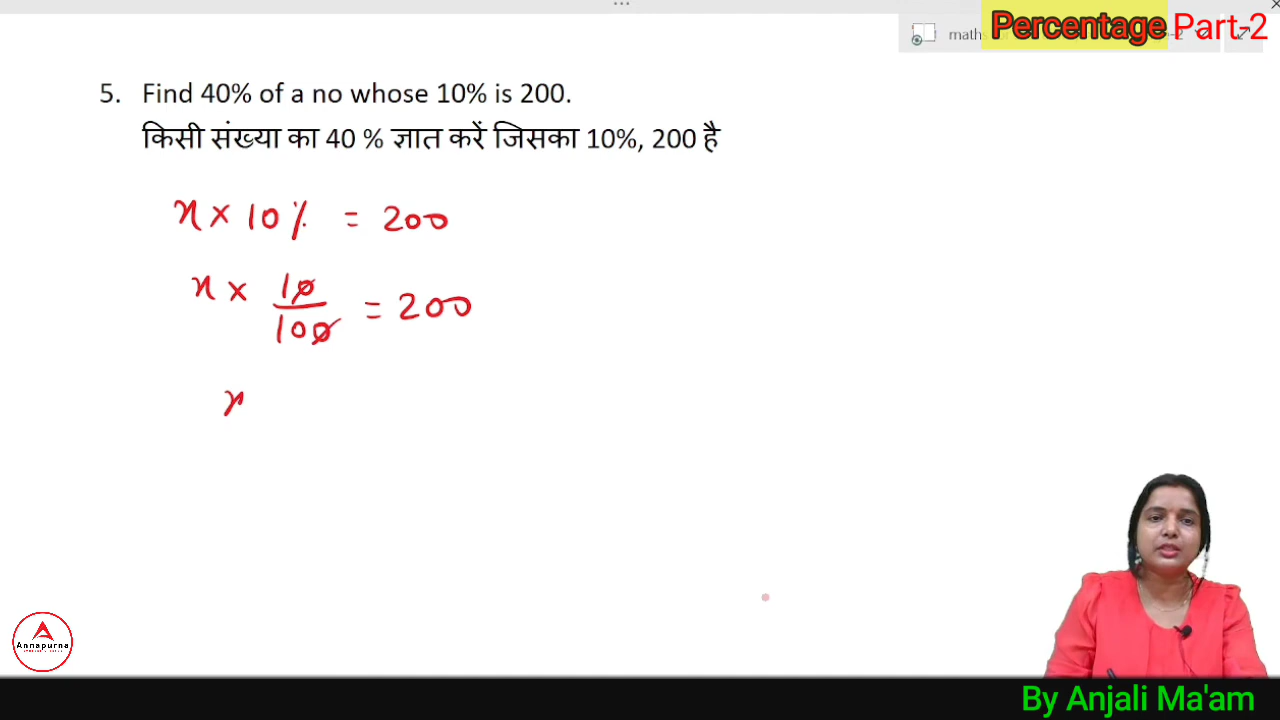 Percentage Part-2
maths
5. Find 40% of a no whose 10% is 200.
किसी संख्या का 40 % ज्ञात करें जिसका 10%, 200 है
x × 10% = 200
x × 10/100 = 200
x
Annapurna
By Anjali Ma'am